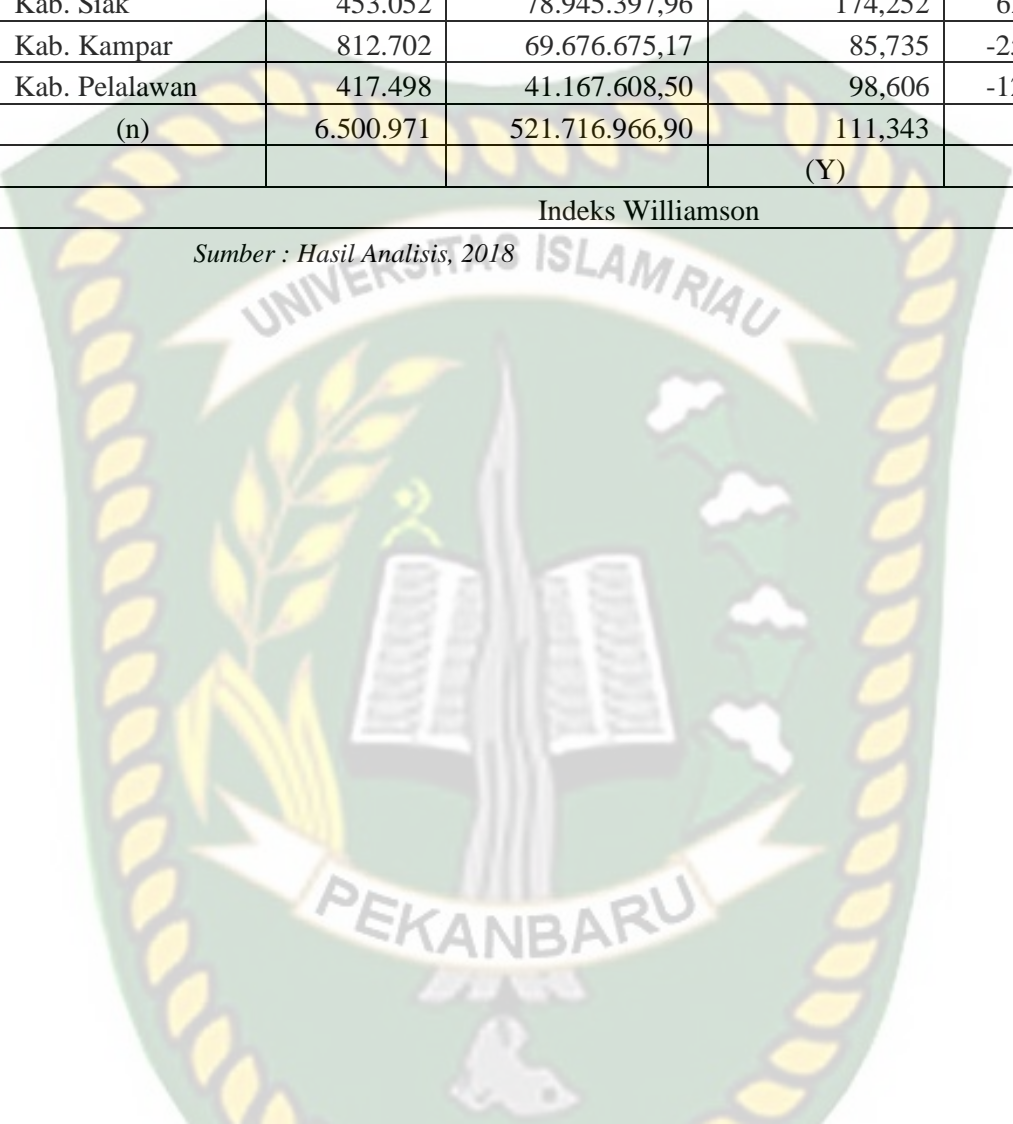 Kab. Siak 453.052 78.945.397,96 174,252
Kab. Kampar 812.702 69.676.675,17 85,735
Kab. Pelalawan 417.498 41.167.608,50 98,606
(n) 6.500.971 521.716.966,90 111,343
(Y)
Indeks Williamson
Sumber : Hasil Analisis, 2018
UNIVERSITAS ISLAM RIAU
PEKANBARU